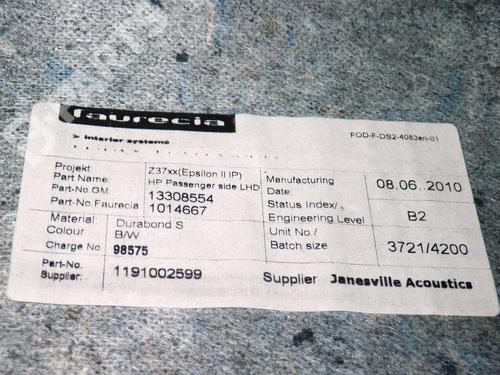 faurecia
> interior systems
FOD-F-DS2-4083en-01
Projekt: Z37xx(Epsilon II IP)
Part Name: HP Passenger side LHD
Part-No.GM: 13308554
Part-No.Faurecia 1014667
Manufacturing Date: 08.06..2010
Status Index/ Engineering Level B2
Material Durabond S
Colour B/W
Charge No 98575
Unit No./ Batch size 3721/4200
Part-No. Supplier: 1191002599
Supplier Janesville Acoustics